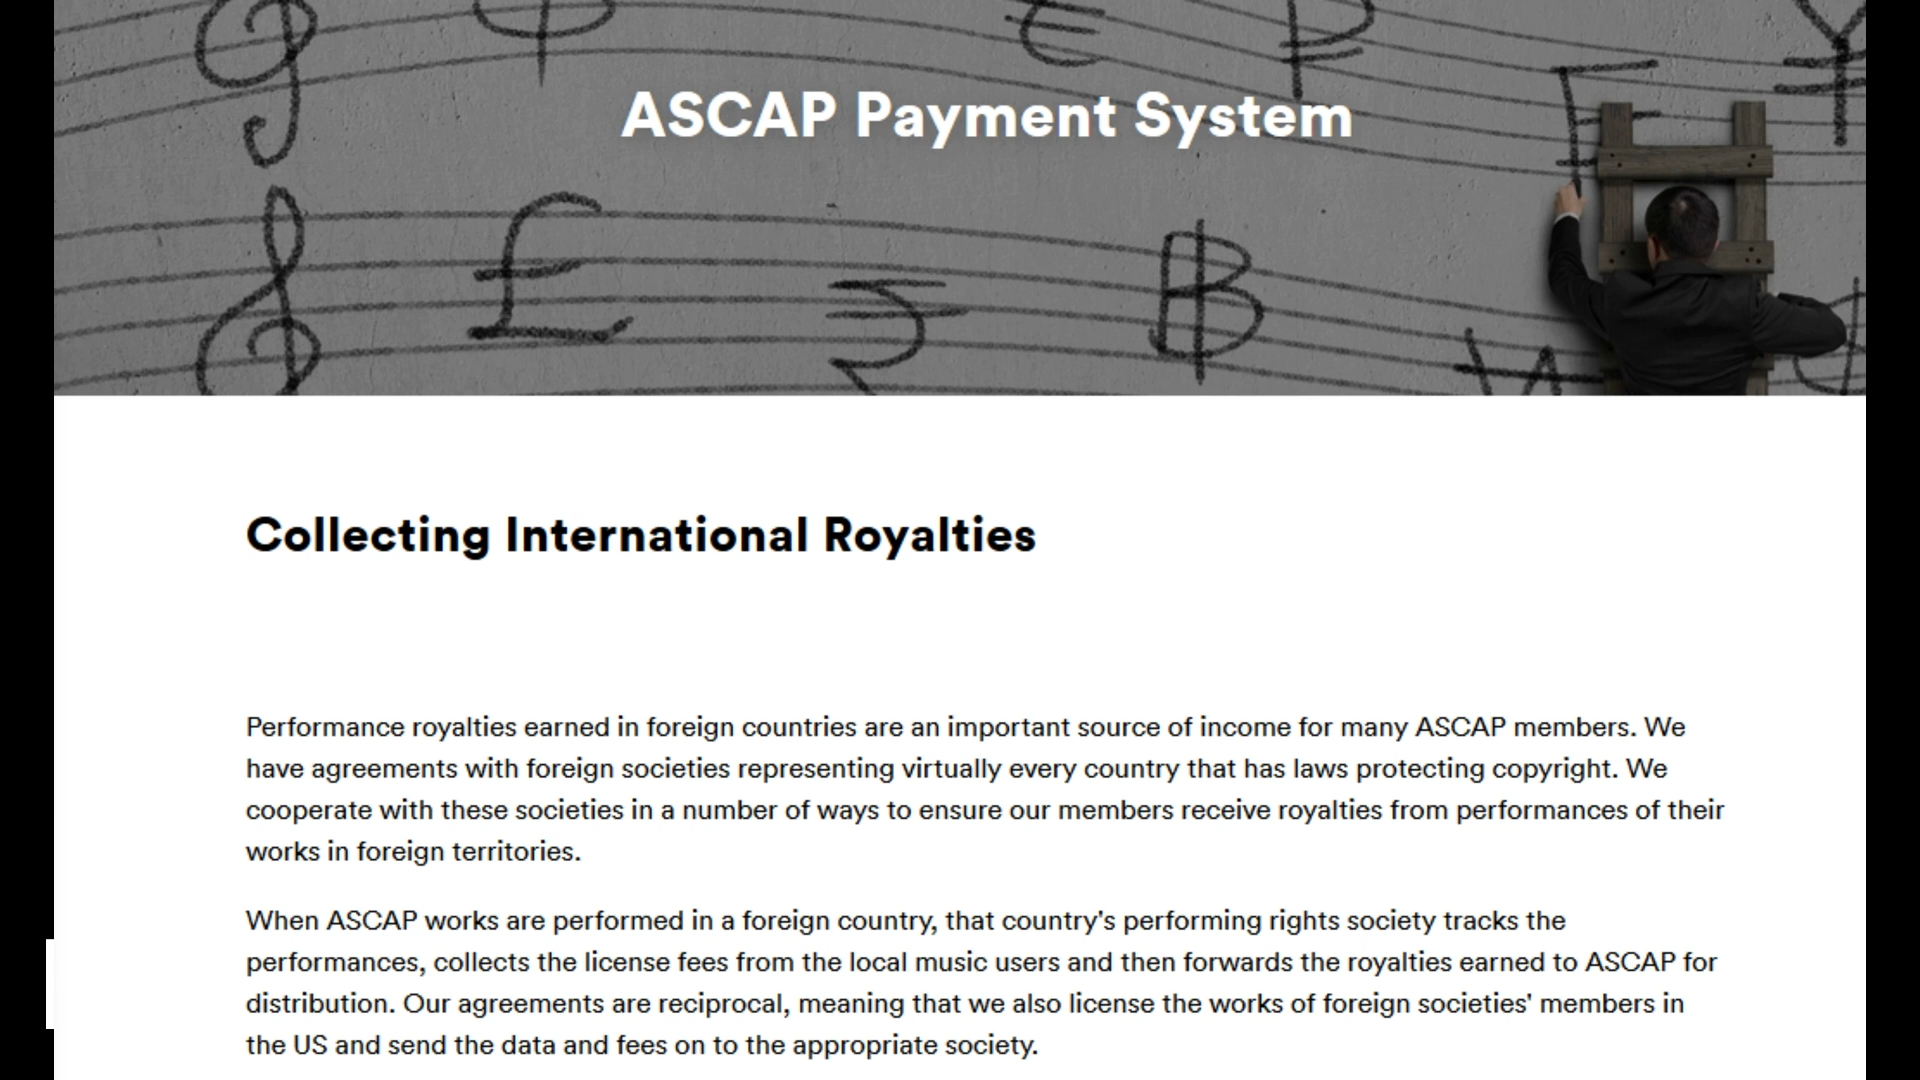 ASCAP Payment System
Collecting International Royalties
Performance royalties earned in foreign countries are an important source of income for many ASCAP members. We
have agreements with foreign societies representing virtually every country that has laws protecting copyright. We
cooperate with these societies in a number of ways to ensure our members receive royalties from performances of their
works in foreign territories.
When ASCAP works are performed in a foreign country, that country's performing rights society tracks the
performances, collects the license fees from the local music users and then forwards the royalties earned to ASCAP for
distribution. Our agreements are reciprocal, meaning that we also license the works of foreign societies' members in
the US and send the data and fees on to the appropriate society.